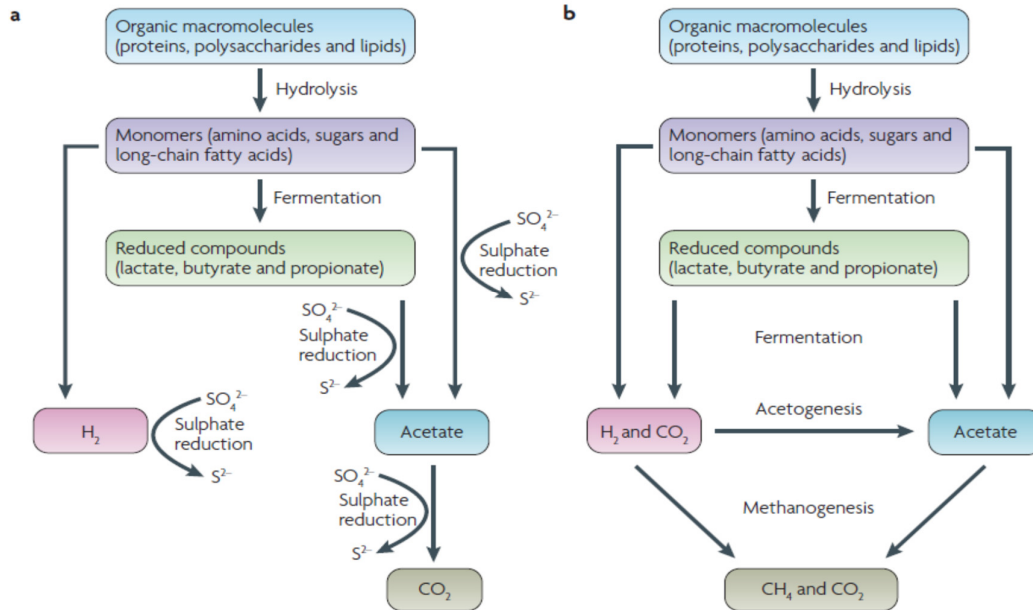 a
Organic macromolecules
(proteins, polysaccharides and lipids)
Hydrolysis
Monomers (amino acids, sugars and
long-chain fatty acids)
Fermentation
Reduced compounds
(lactate, butyrate and propionate)
SO₄²⁻
Sulphate
reduction
S²⁻
SO₄²⁻
Sulphate
reduction
S²⁻
H₂
SO₄²⁻
Sulphate
reduction
S²⁻
Acetate
SO₄²⁻
Sulphate
reduction
S²⁻
CO₂
b
Organic macromolecules
(proteins, polysaccharides and lipids)
Hydrolysis
Monomers (amino acids, sugars and
long-chain fatty acids)
Fermentation
Reduced compounds
(lactate, butyrate and propionate)
Fermentation
H₂ and CO₂
Acetogenesis
Acetate
Methanogenesis
CH₄ and CO₂